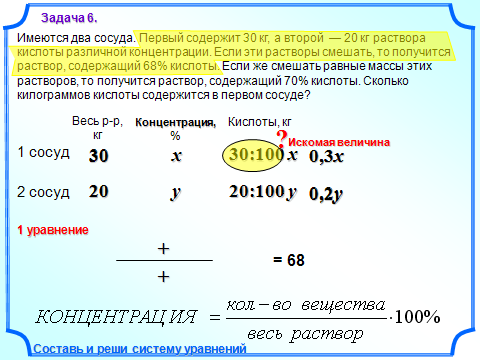 Задача 6.
Имеются два сосуда. Первый содержит 30 кг, а второй — 20 кг раствора
кислоты различной концентрации. Если эти растворы смешать, то получится
раствор, содержащий 68% кислоты. Если же смешать равные массы этих
растворов, то получится раствор, содержащий 70% кислоты. Сколько
килограммов кислоты содержится в первом сосуде?
Весь р-р, кг
Концентрация, %
Кислоты, кг
? Искомая величина
1 сосуд 30 x 30:100 x 0,3x
2 сосуд 20 y 20:100 y 0,2y
1 уравнение
+
+
= 68
КОНЦЕНТРАЦИЯ = кол-во вещества / весь раствор ·100%
Составь и реши систему уравнений